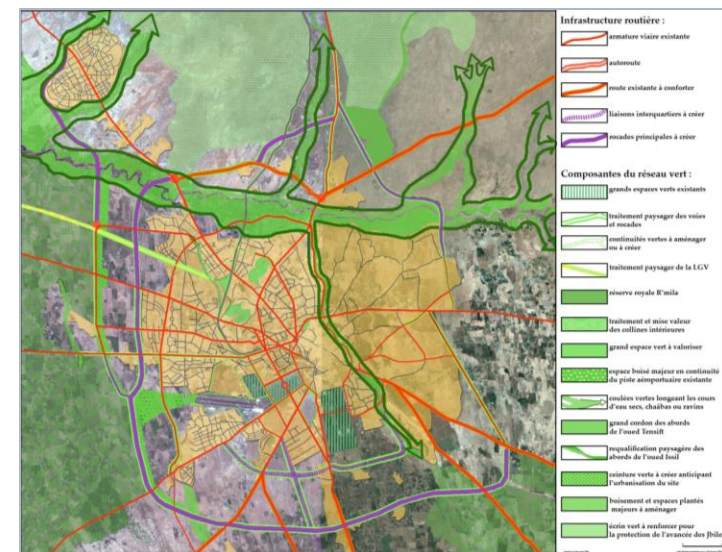 Infrastructure routière :
armature viaire existante
autoroute
route existante à conforter
liaisons interquartiers à créer
rocades principales à créer
Composantes du réseau vert :
grands espaces verts existants
traitement paysager des voies
et rocades
continuités vertes à aménager
ou à créer
traitement paysager de la LGV
réserve royale R'mila
traitement et mise valeur
des collines intérieures
grand espace vert à valoriser
espace boisé majeur en continuité
du piste aéroportuaire existante
coulées vertes longeant les cours
d'eau secs, chaâbas ou ravins
grand cordon des abords
de l'oued Tensift
requalification paysagère des
abords de l'oued Issil
ceinture verte à créer anticipant
l'urbanisation du site
boisement et espaces plantés
majeurs à aménager
écrin vert à renforcer pour
la protection de l'avancée des Jbile